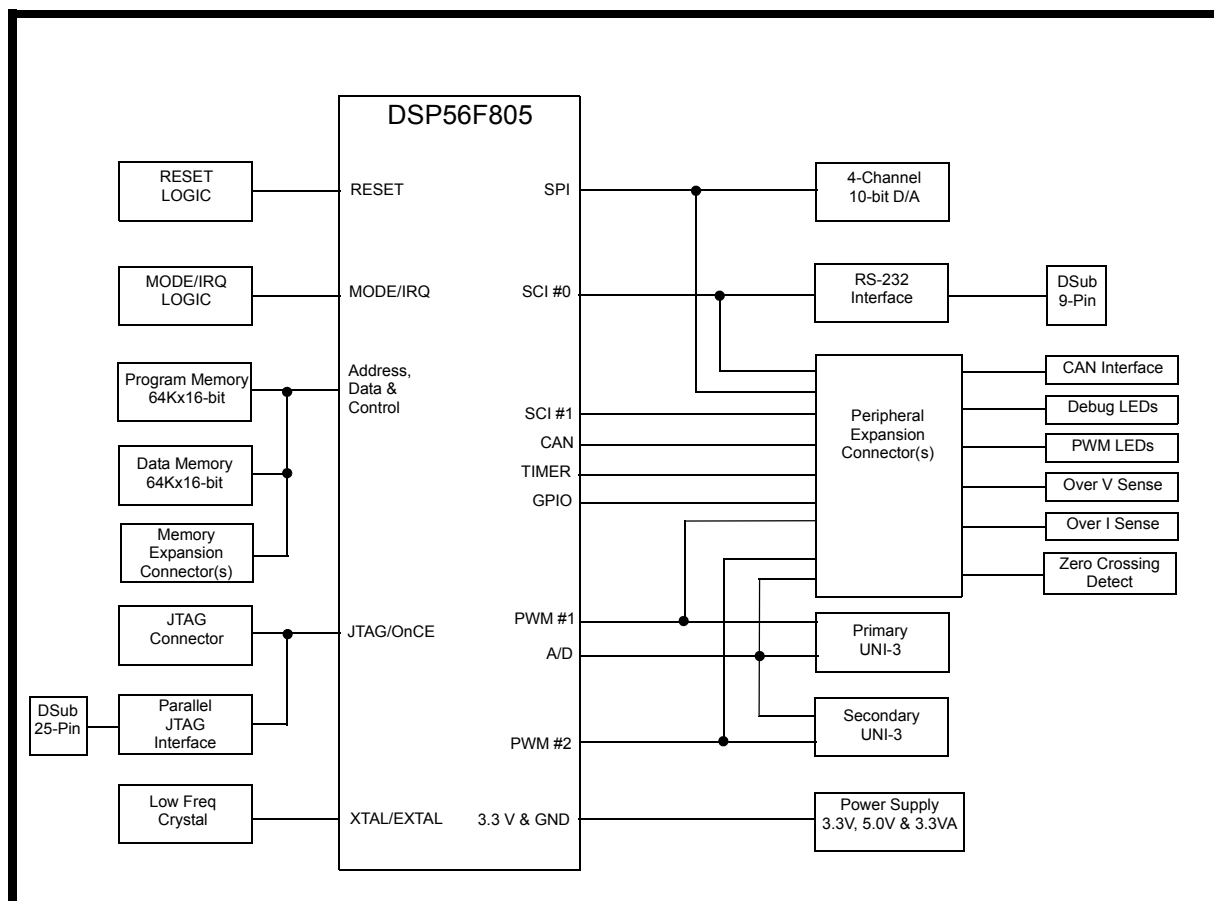 DSP56F805
RESET
LOGIC
RESET
SPI
4-Channel
10-bit D/A
MODE/IRQ
LOGIC
MODE/IRQ
SCI #0
RS-232
Interface
DSub
9-Pin
Program Memory
64Kx16-bit
Address,
Data &
Control
Data Memory
64Kx16-bit
Memory
Expansion
Connector(s)
SCI #1
CAN
TIMER
GPIO
Peripheral
Expansion
Connector(s)
CAN Interface
Debug LEDs
PWM LEDs
Over V Sense
Over I Sense
Zero Crossing
Detect
JTAG
Connector
JTAG/OnCE
PWM #1
A/D
Primary
UNI-3
DSub
25-Pin
Parallel
JTAG
Interface
PWM #2
Secondary
UNI-3
Low Freq
Crystal
XTAL/EXTAL
3.3 V & GND
Power Supply
3.3V, 5.0V & 3.3VA